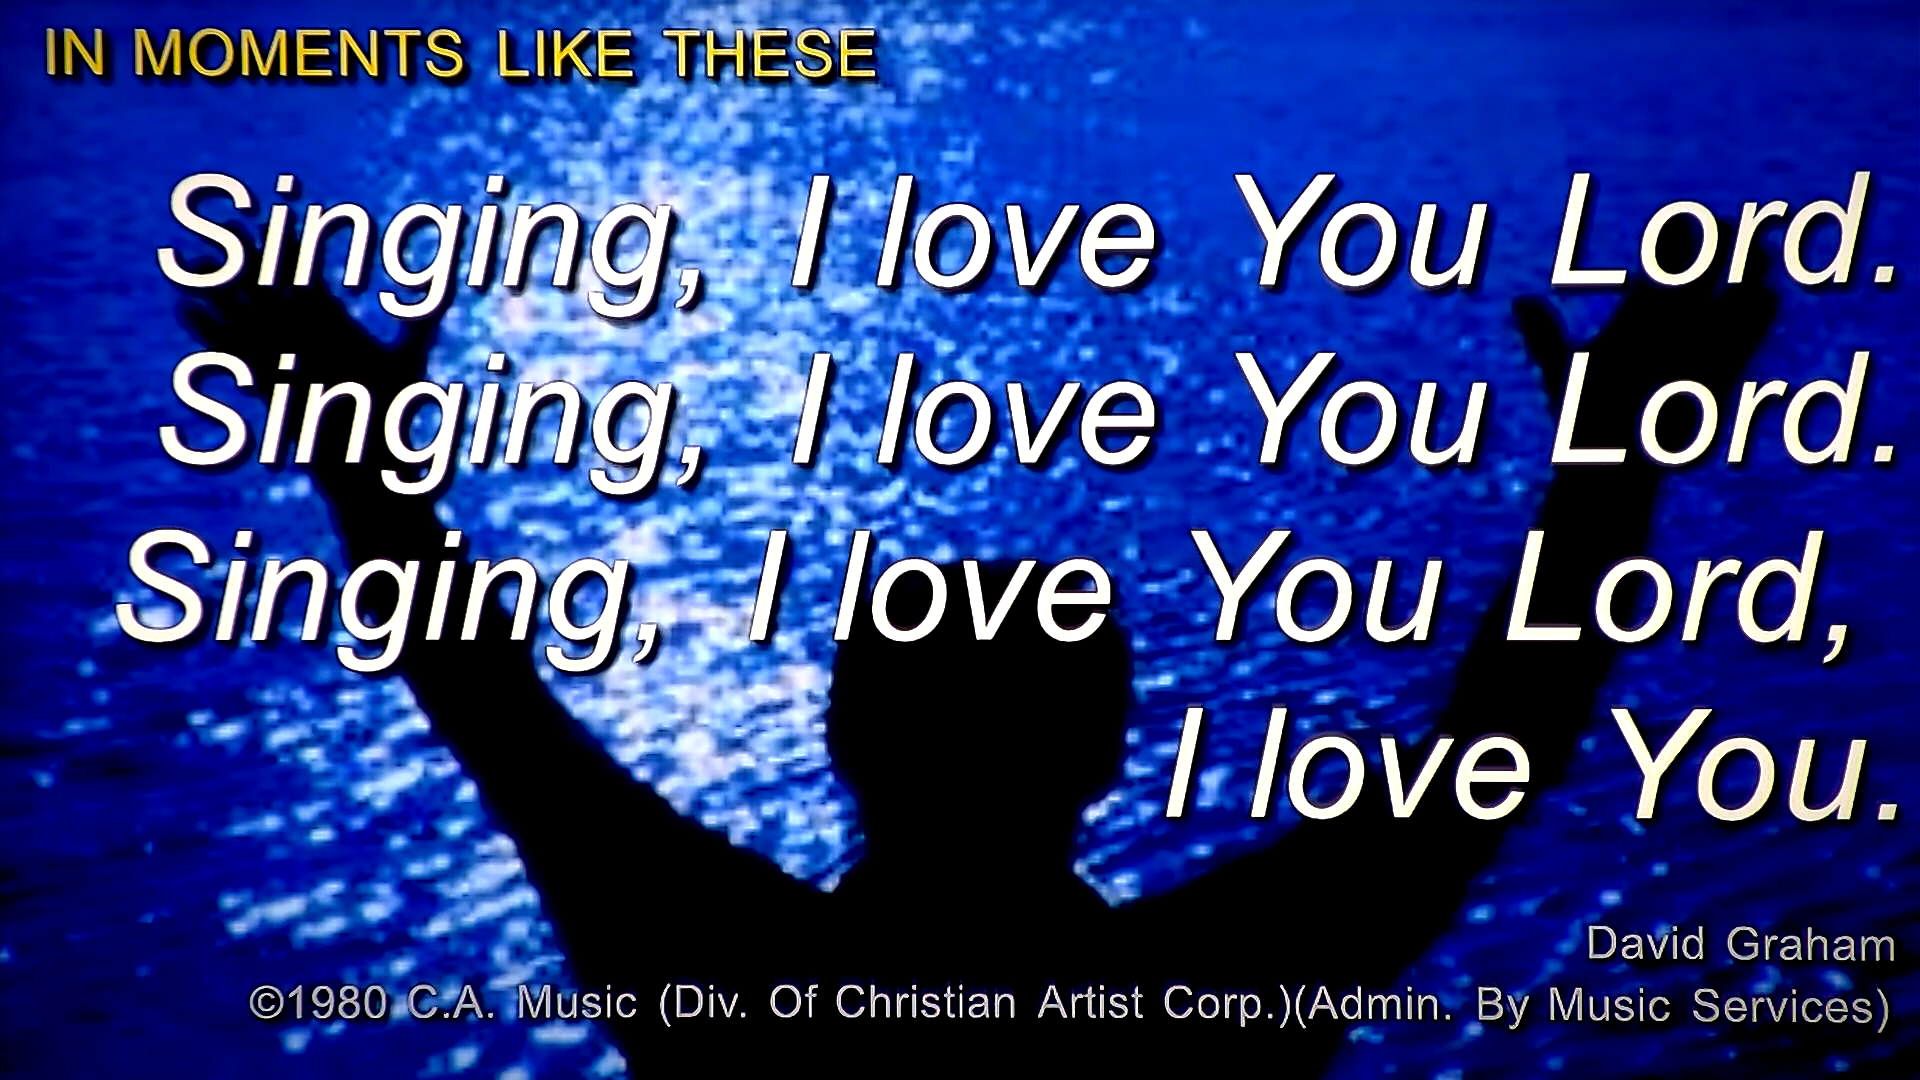 IN MOMENTS LIKE THESE
Singing, I love You Lord.
Singing, I love You Lord.
Singing, I love You Lord,
I love You.
David Graham
©1980 C.A. Music (Div. Of Christian Artist Corp.)(Admin. By Music Services)